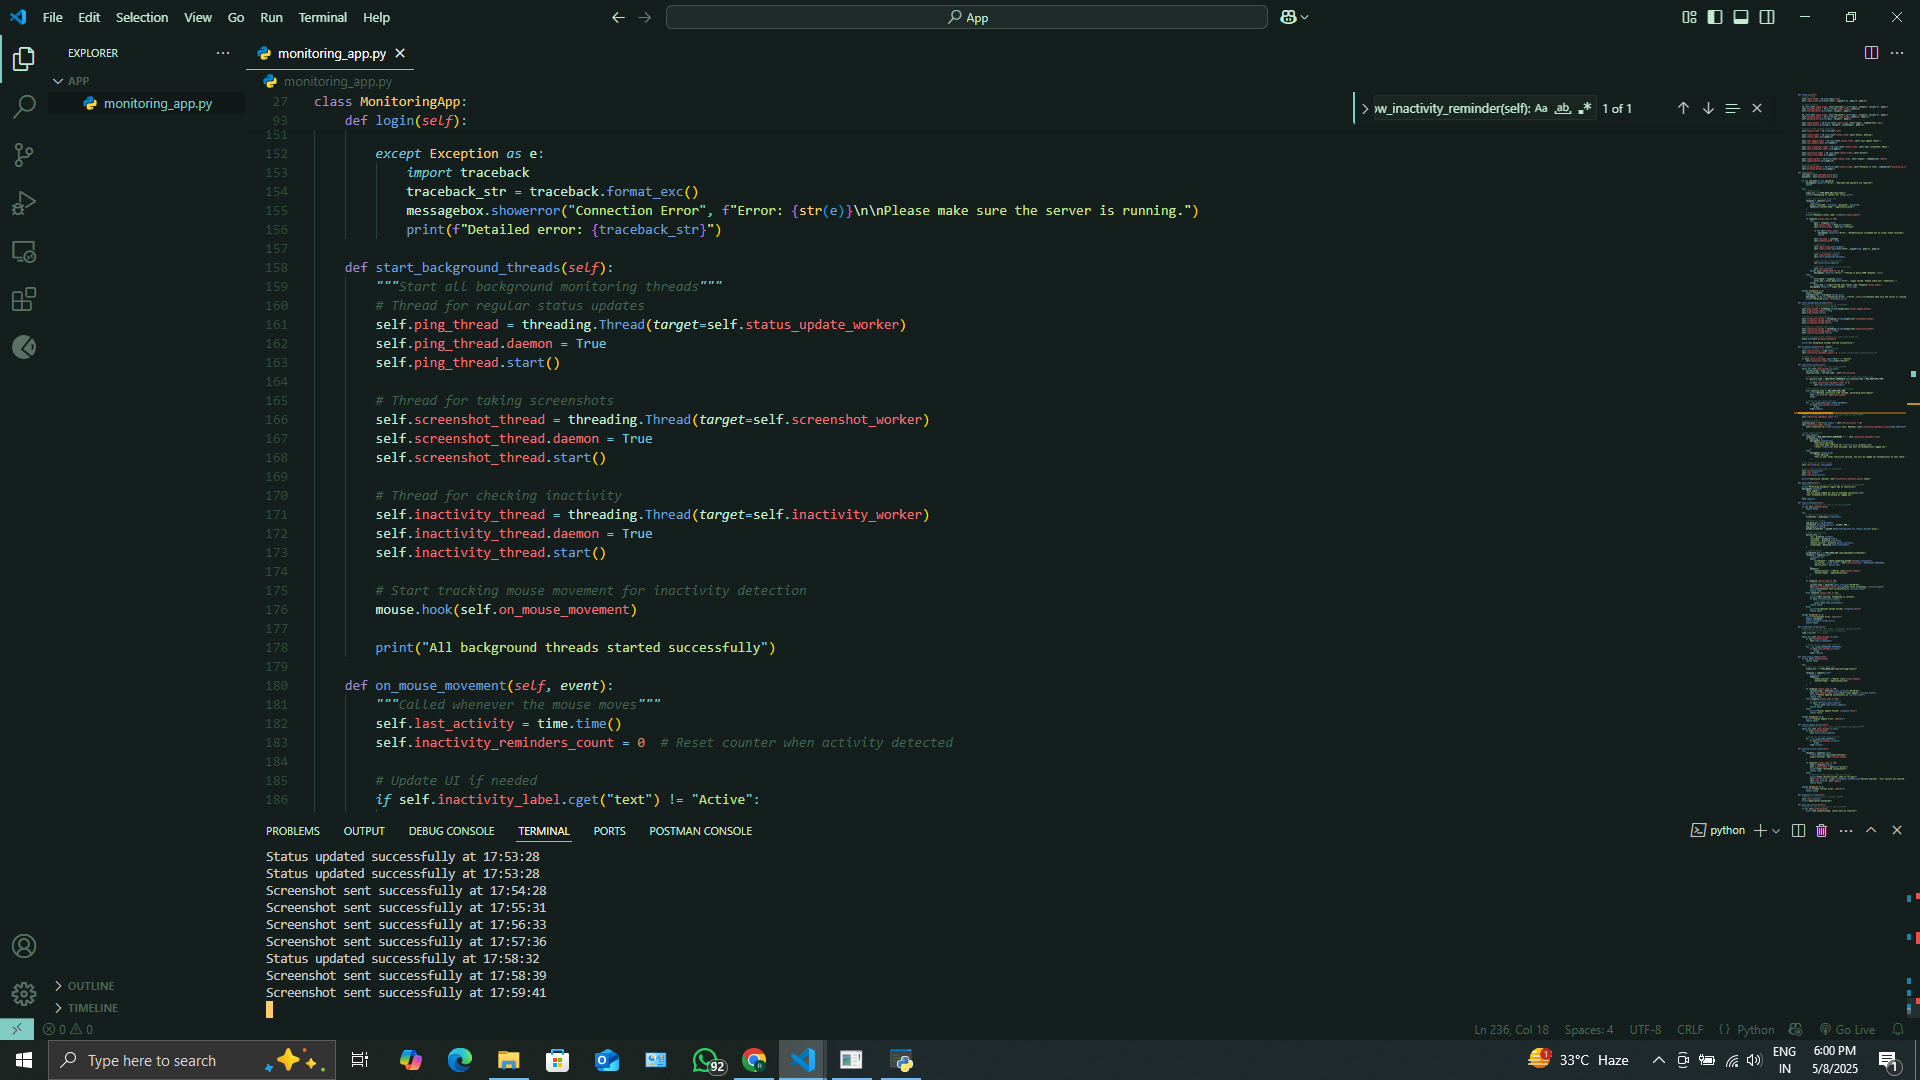 File Edit Selection View Go Run Terminal Help
App
EXPLORER
monitoring_app.py
APP
monitoring_app.py
monitoring_app.py
27 class MonitoringApp:
93 def login(self):
ow_inactivity_reminder(self): Aa ab 1 of 1
151
152 except Exception as e:
153 import traceback
154 traceback_str = traceback.format_exc()
155 messagebox.showerror("Connection Error", f"Error: {str(e)}\n\nPlease make sure the server is running.")
156 print(f"Detailed error: {traceback_str}")
157
158 def start_background_threads(self):
159 """Start all background monitoring threads"""
160 # Thread for regular status updates
161 self.ping_thread = threading.Thread(target=self.status_update_worker)
162 self.ping_thread.daemon = True
163 self.ping_thread.start()
164
165 # Thread for taking screenshots
166 self.screenshot_thread = threading.Thread(target=self.screenshot_worker)
167 self.screenshot_thread.daemon = True
168 self.screenshot_thread.start()
169
170 # Thread for checking inactivity
171 self.inactivity_thread = threading.Thread(target=self.inactivity_worker)
172 self.inactivity_thread.daemon = True
173 self.inactivity_thread.start()
174
175 # Start tracking mouse movement for inactivity detection
176 mouse.hook(self.on_mouse_movement)
177
178 print("All background threads started successfully")
179
180 def on_mouse_movement(self, event):
181 """Called whenever the mouse moves"""
182 self.last_activity = time.time()
183 self.inactivity_reminders_count = 0 # Reset counter when activity detected
184
185 # Update UI if needed
186 if self.inactivity_label.cget("text") != "Active":
PROBLEMS OUTPUT DEBUG CONSOLE TERMINAL PORTS POSTMAN CONSOLE
python
Status updated successfully at 17:53:28
Status updated successfully at 17:53:28
Screenshot sent successfully at 17:54:28
Screenshot sent successfully at 17:55:31
Screenshot sent successfully at 17:56:33
Screenshot sent successfully at 17:57:36
Status updated successfully at 17:58:32
Screenshot sent successfully at 17:58:39
Screenshot sent successfully at 17:59:41
OUTLINE
TIMELINE
0 0
Ln 236, Col 18 Spaces: 4 UTF-8 CRLF {} Python Go Live
Type here to search
92
1
33°C Haze
ENG
IN
6:00 PM
5/8/2025
1